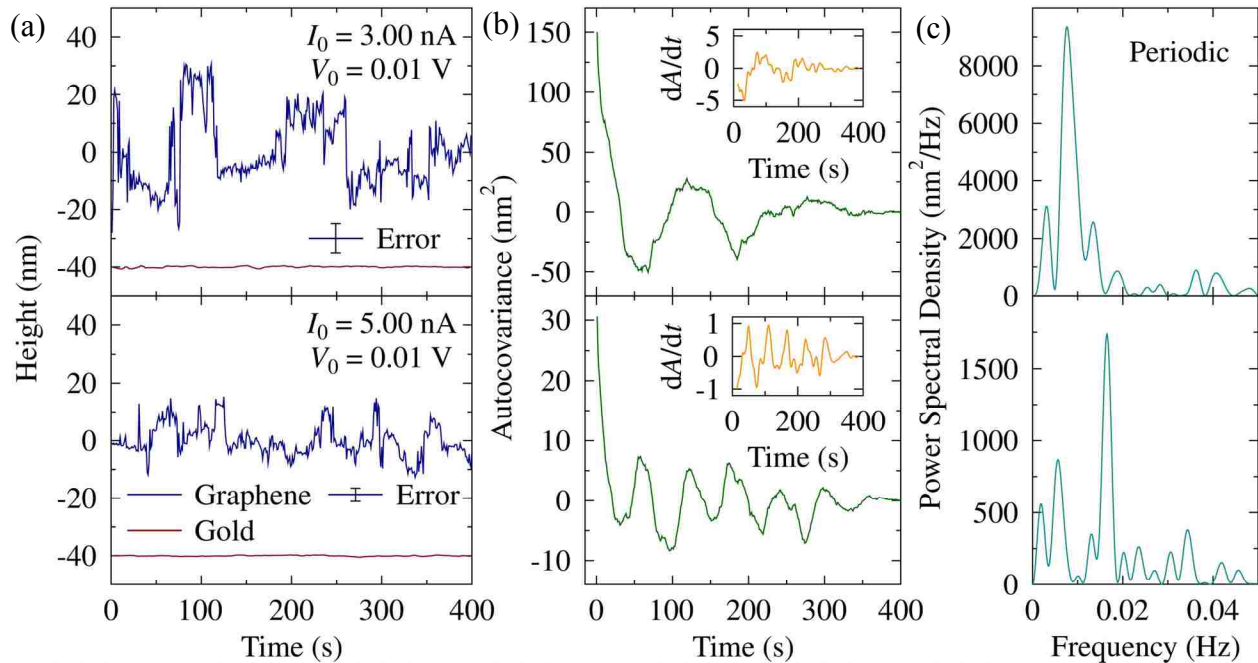 (a)
I₀ = 3.00 nA
V₀ = 0.01 V
40
20
0
-20
-40
Error
Height (nm)
I₀ = 5.00 nA
V₀ = 0.01 V
40
20
0
-20
-40
Graphene
Error
Gold
0 100 200 300 400
Time (s)
(b)
150
100
50
0
-50
Autocovariance (nm²)
5
0
-5
dA/dt
0 200 400
Time (s)
30
20
10
0
-10
1
0
-1
dA/dt
0 200 400
Time (s)
0 100 200 300 400
Time (s)
(c)
Periodic
8000
6000
4000
2000
0
Power Spectral Density (nm²/Hz)
1500
1000
500
0
0 0.02 0.04
Frequency (Hz)